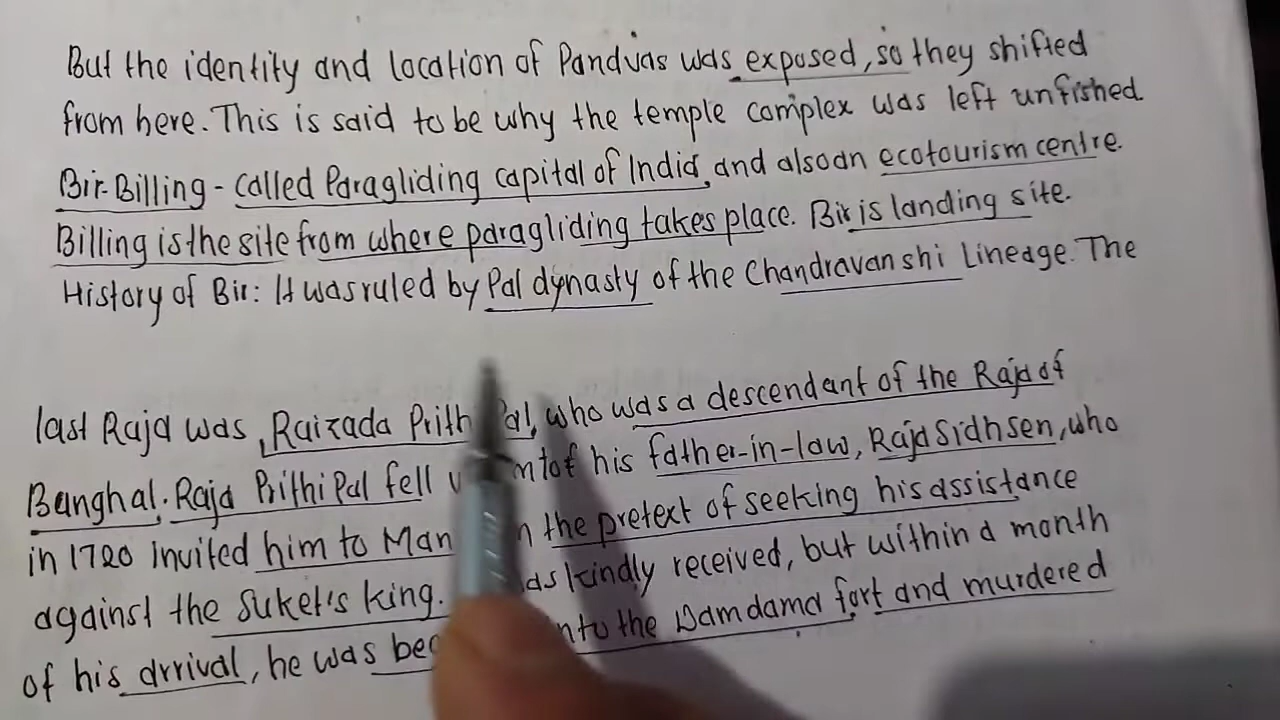 But the identity and location of Panduas was exposed, so they shifted
from here. This is said to be why the temple complex was left unfished.
Bir-Billing - called Paragliding capital of India, and also an ecotourism centre.
Billing is the site from where paragliding takes place. Bir is landing site.
History of Bir: It was ruled by Pal dynasty of the Chandravanshi Lineage. The
last Raja was, Raizada Prith Pal, who was a descendant of the Raja of
Banghal. Raja Prithi Pal fell of his father-in-law, Raja Sidhsen, who
in 1720 invited him to the pretext of seeking his assistance
against the Suket's king. kindly received, but within a month
of his arrival, he was the Damdama fort and murdered